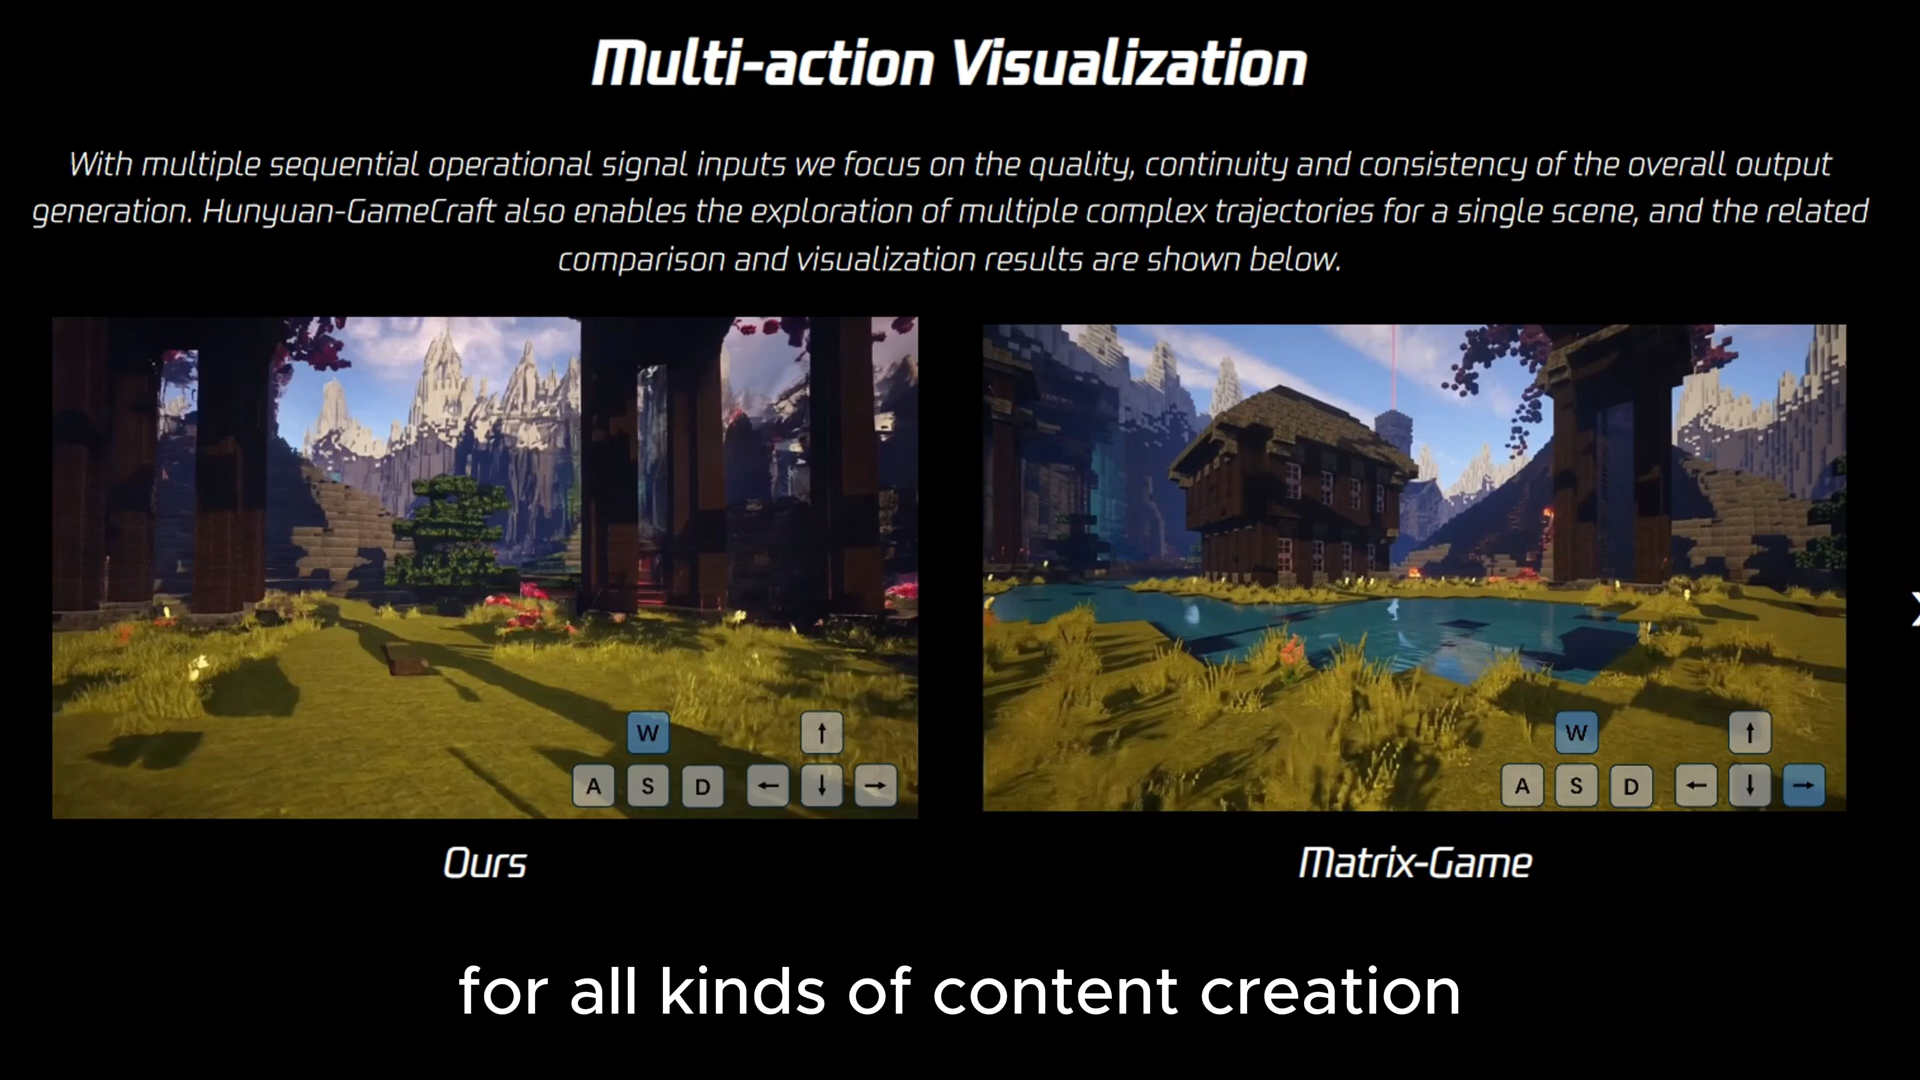 Multi-action Visualization
With multiple sequential operational signal inputs we focus on the quality, continuity and consistency of the overall output
generation. Hunyuan-GameCraft also enables the exploration of multiple complex trajectories for a single scene, and the related
comparison and visualization results are shown below.
W ↑
A S D ← ↓ →
W ↑
A S D ← ↓ →
Ours
Matrix-Game
for all kinds of content creation